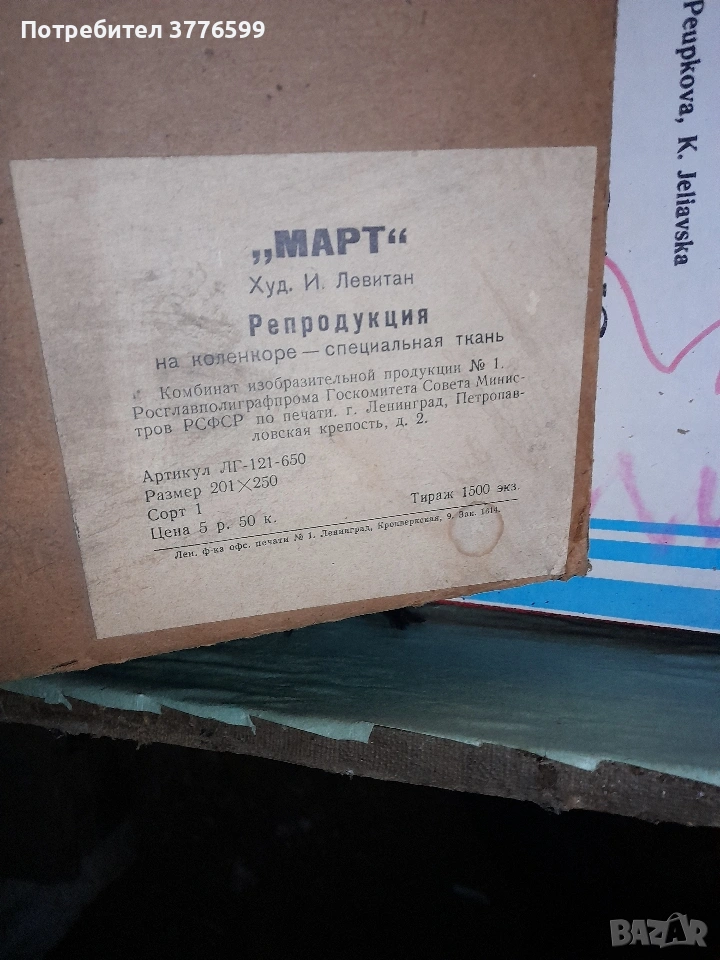 Потребител 3776599
„МАРТ“
Худ. И. Левитан
Репродукция
на коленкоре — специальная ткань
Комбинат изобразительной продукции № 1.
Росглавполиграфпрома Госкомитета Совета Минис-
тров РСФСР по печати. г. Ленинград, Петропав-
ловская крепость, д. 2.
Артикул ЛГ-121-650
Размер 201×250
Сорт 1
Цена 5 р. 50 к.
Тираж 1500 экз.
Лен. ф-ка офс. печати № 1. Ленинград, Кронверкская, 9. Зак. 1614.
Peupkova, K. Jeliavska
BAZAR